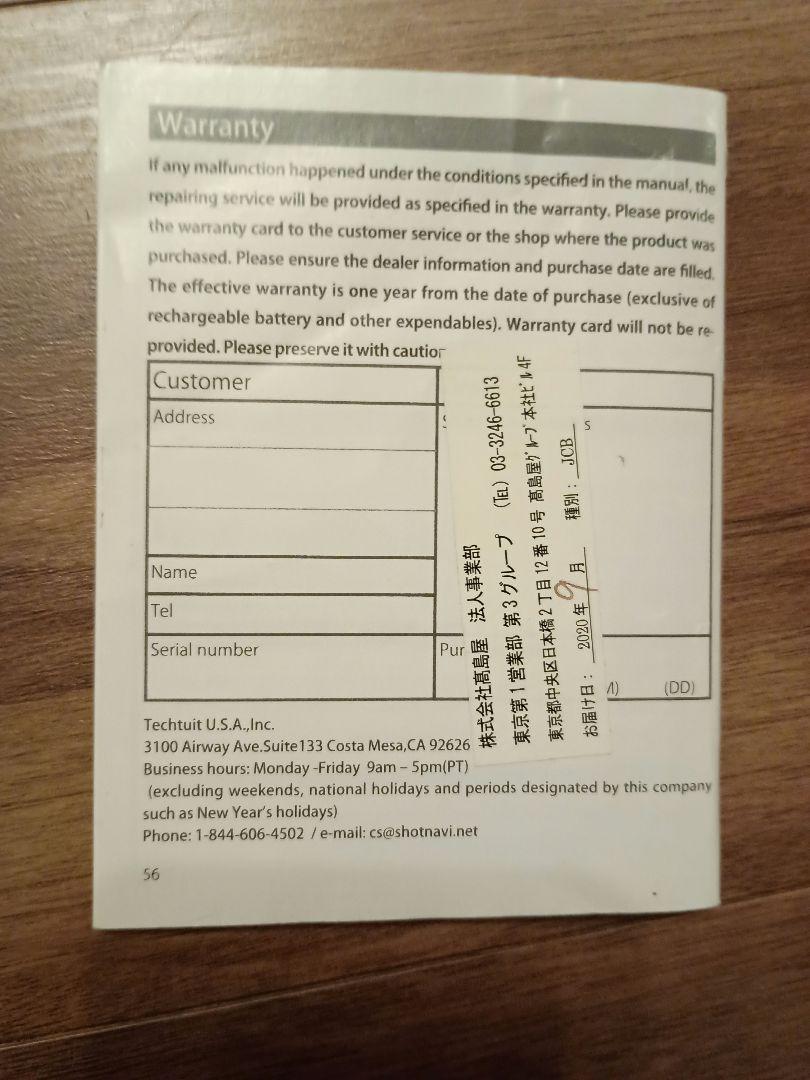 Warranty
If any malfunction happened under the conditions specified in the manual, the
repairing service will be provided as specified in the warranty. Please provide
the warranty card to the customer service or the shop where the product was
purchased. Please ensure the dealer information and purchase date are filled.
The effective warranty is one year from the date of purchase (exclusive of
rechargeable battery and other expendables). Warranty card will not be re-
provided. Please preserve it with caution
Customer
Address
s
Name
Tel
Serial number
Pur
(DD)
株式会社髙島屋 法人事業部
東京第1営業部 第3グループ (TEL) 03-3246-6613
東京都中央区日本橋2丁目12番10号 髙島屋グループ本社ビル4F
お届け日: 2020年 9月 種別: JCB
Techtuit U.S.A.,Inc.
3100 Airway Ave.Suite133 Costa Mesa,CA 92626
Business hours: Monday -Friday 9am – 5pm(PT)
(excluding weekends, national holidays and periods designated by this company
such as New Year's holidays)
Phone: 1-844-606-4502 / e-mail: cs@shotnavi.net
56